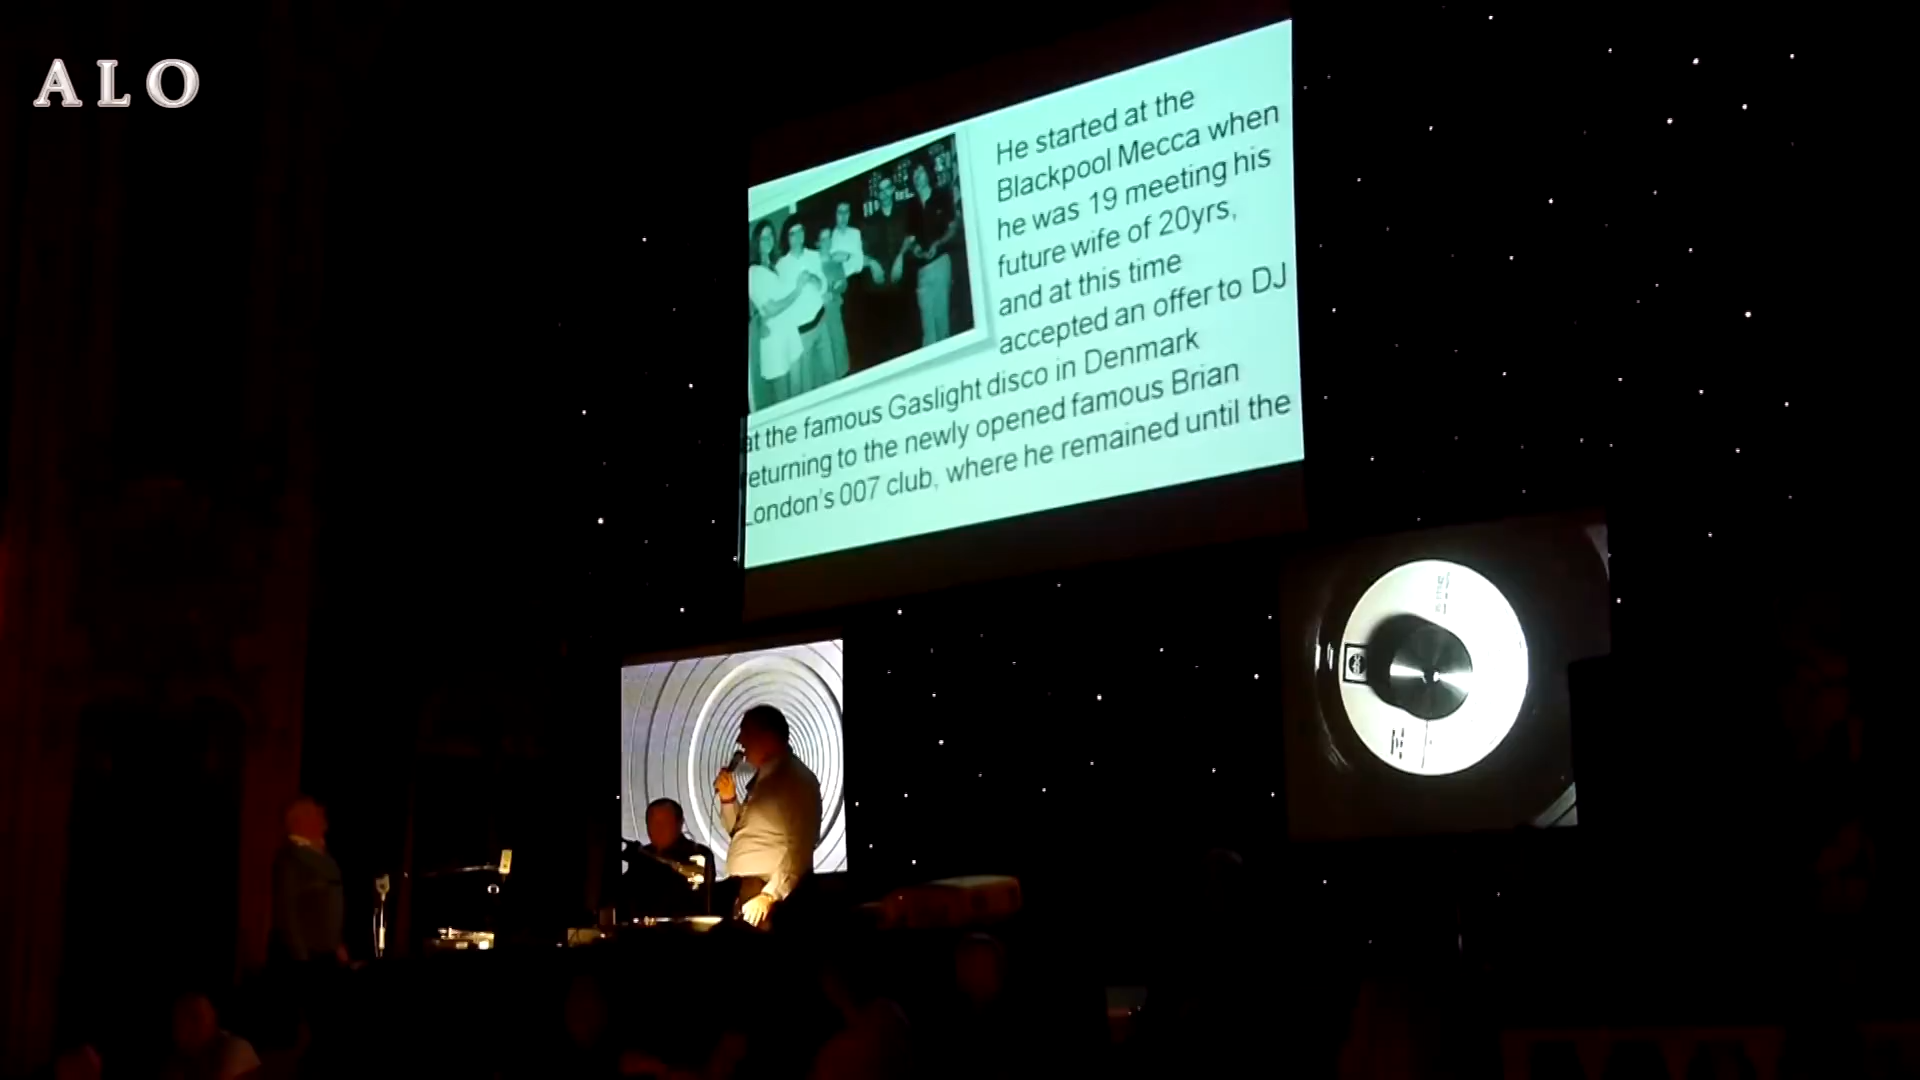 ALO
He started at the
Blackpool Mecca when
he was 19 meeting his
future wife of 20yrs,
and at this time
accepted an offer to DJ
at the famous Gaslight disco in Denmark
returning to the newly opened famous Brian
London's 007 club, where he remained until the